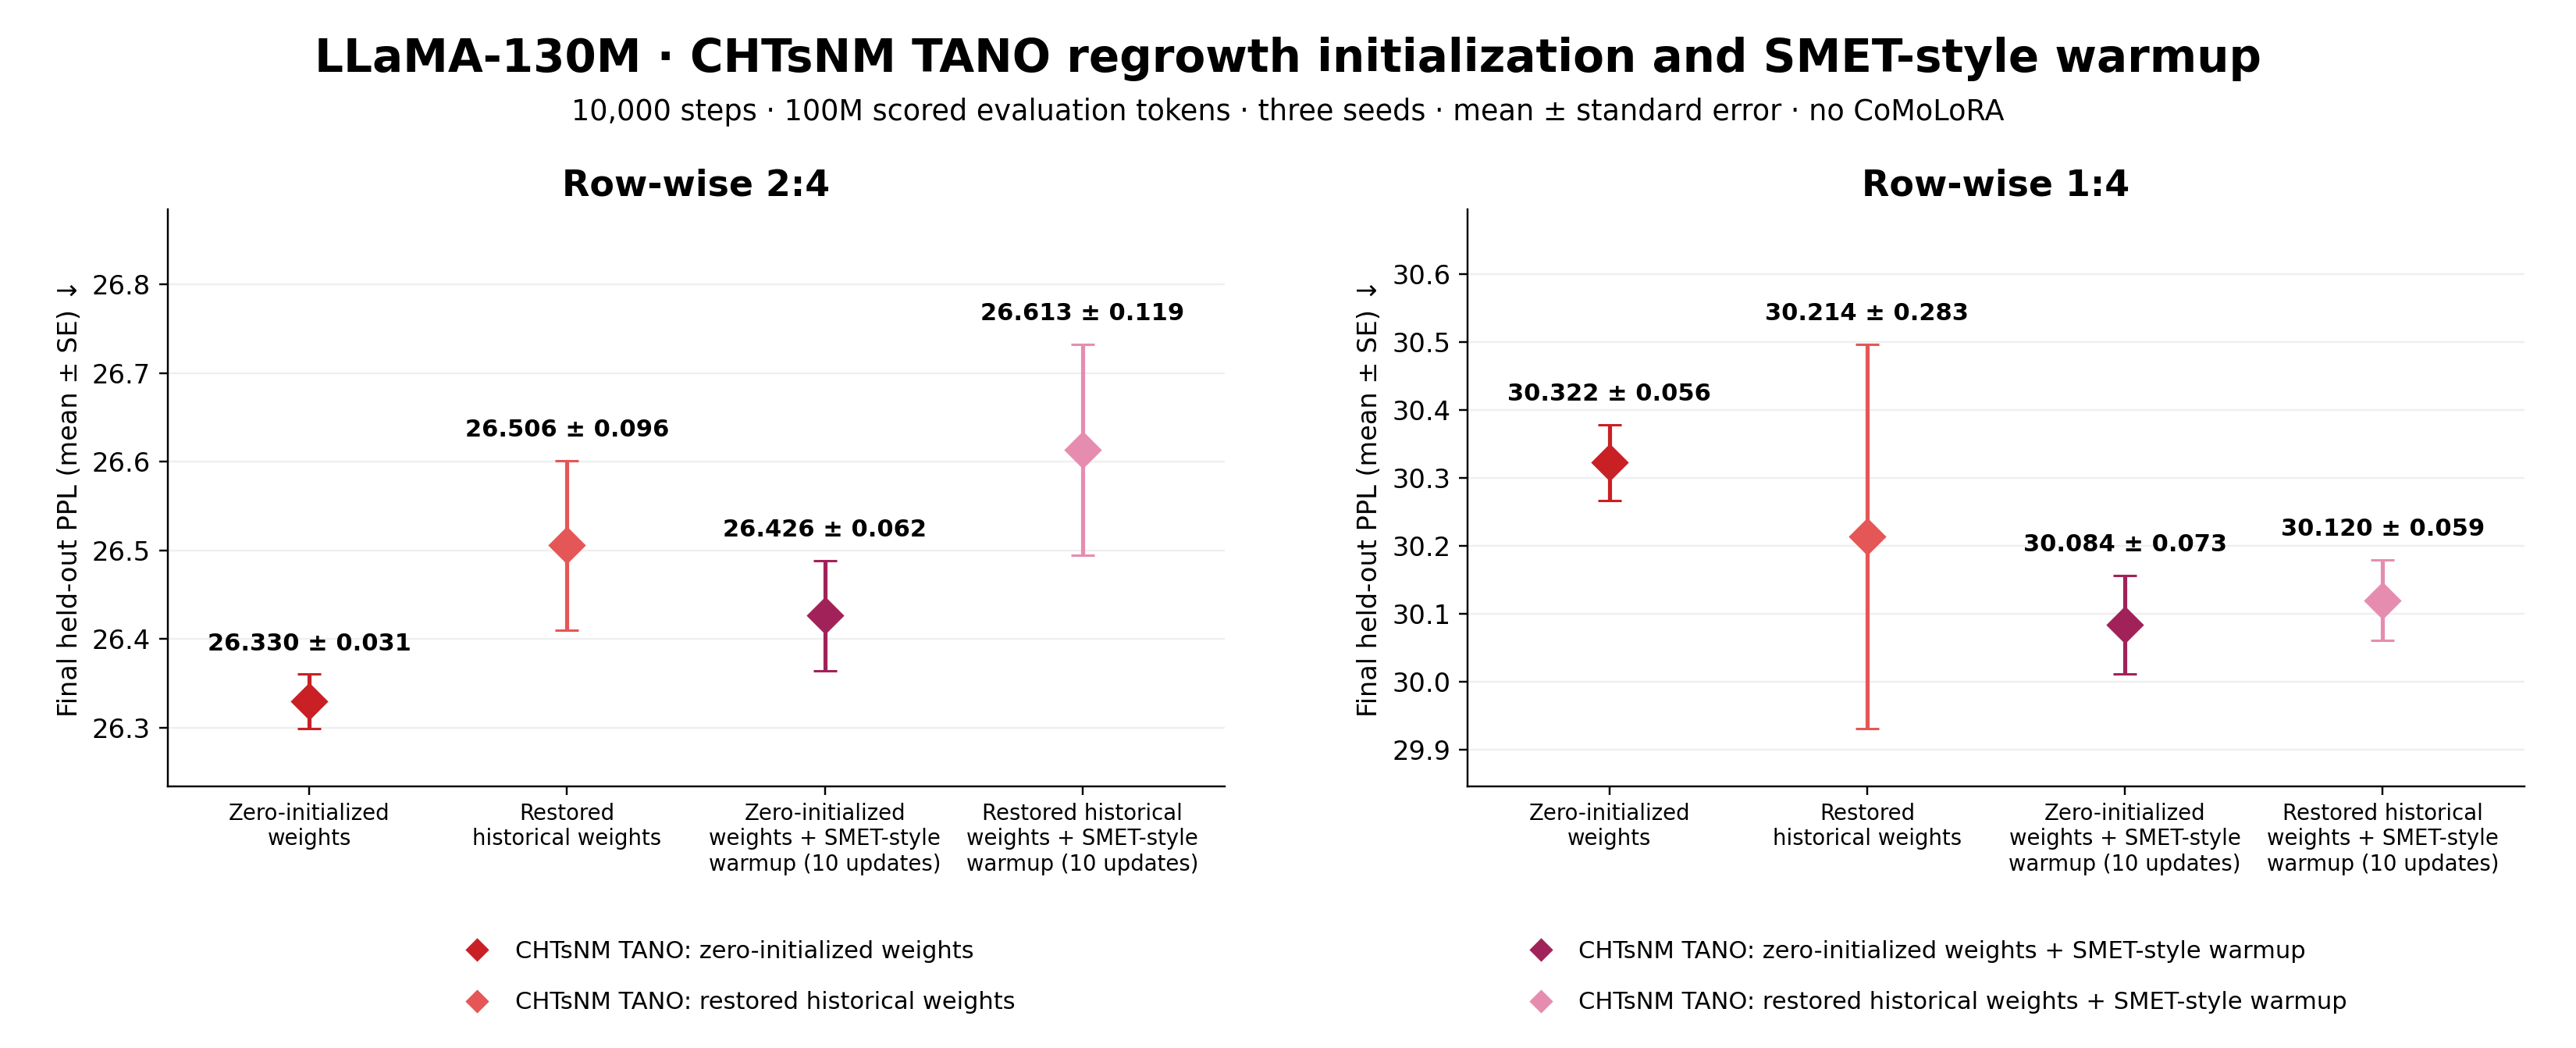 LLaMA-130M · CHTsNM TANO regrowth initialization and SMET-style warmup
10,000 steps · 100M scored evaluation tokens · three seeds · mean ± standard error · no CoMoLoRA
Row-wise 2:4
Final held-out PPL (mean ± SE) ↓
26.8
26.7
26.6
26.5
26.4
26.3
26.330 ± 0.031
26.506 ± 0.096
26.426 ± 0.062
26.613 ± 0.119
Zero-initialized
weights
Restored
historical weights
Zero-initialized
weights + SMET-style
warmup (10 updates)
Restored historical
weights + SMET-style
warmup (10 updates)
Row-wise 1:4
Final held-out PPL (mean ± SE) ↓
30.6
30.5
30.4
30.3
30.2
30.1
30.0
29.9
30.322 ± 0.056
30.214 ± 0.283
30.084 ± 0.073
30.120 ± 0.059
Zero-initialized
weights
Restored
historical weights
Zero-initialized
weights + SMET-style
warmup (10 updates)
Restored historical
weights + SMET-style
warmup (10 updates)
CHTsNM TANO: zero-initialized weights
CHTsNM TANO: restored historical weights
CHTsNM TANO: zero-initialized weights + SMET-style warmup
CHTsNM TANO: restored historical weights + SMET-style warmup